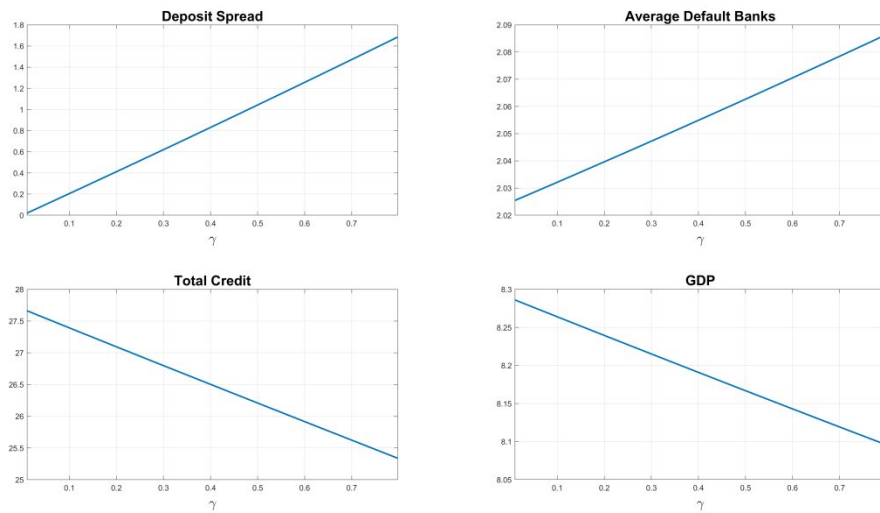 Deposit Spread
1.8
1.6
1.4
1.2
1
0.8
0.6
0.4
0.2
0
0.1 0.2 0.3 0.4 0.5 0.6 0.7
γ
Average Default Banks
2.09
2.08
2.07
2.06
2.05
2.04
2.03
2.02
0.1 0.2 0.3 0.4 0.5 0.6 0.7
γ
Total Credit
28
27.5
27
26.5
26
25.5
25
0.1 0.2 0.3 0.4 0.5 0.6 0.7
γ
GDP
8.3
8.25
8.2
8.15
8.1
8.05
0.1 0.2 0.3 0.4 0.5 0.6 0.7
γ